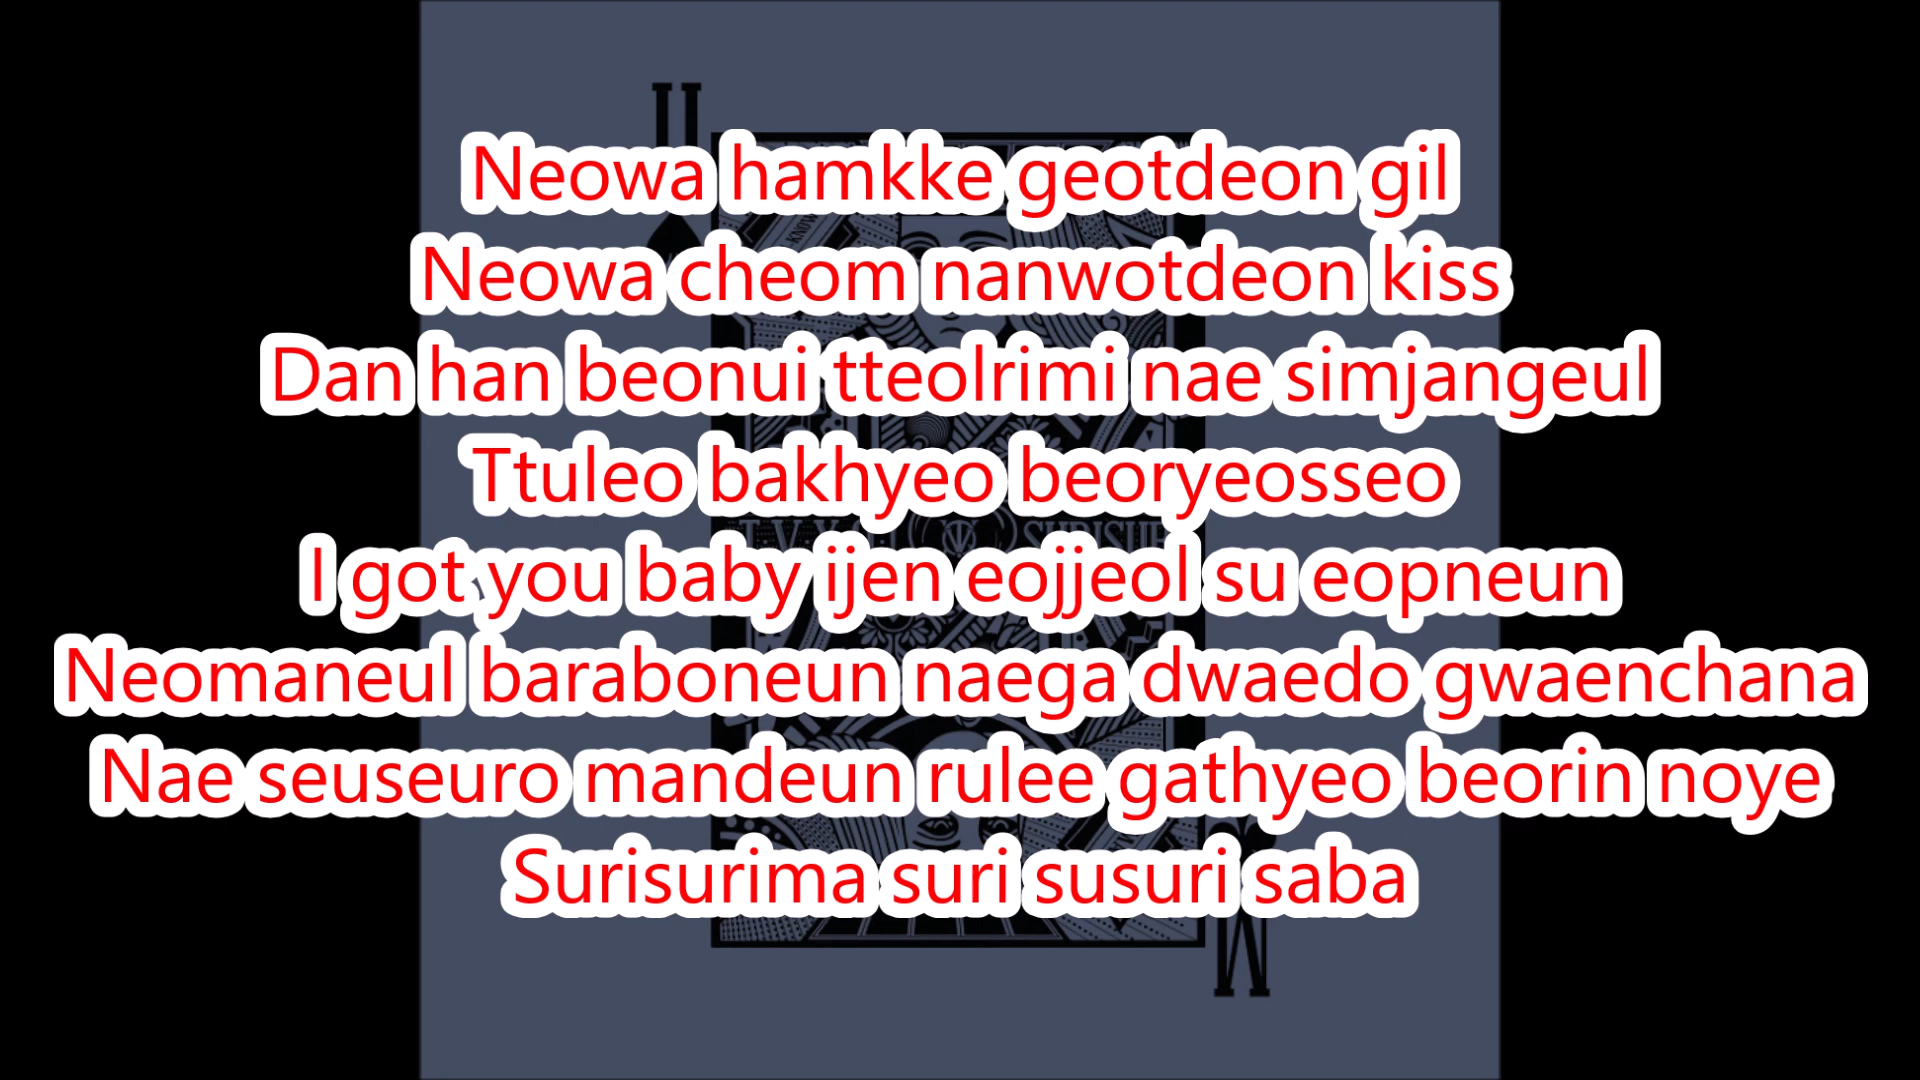 Neowa hamkke geotdeon gil
Neowa cheom nanwotdeon kiss
Dan han beonui tteolrimi nae simjangeul
Ttuleo bakhyeo beoryeosseo
I got you baby ijen eojjeol su eopneun
Neomaneul baraboneun naega dwaedo gwaenchana
Nae seuseuro mandeun rulee gathyeo beorin noye
Surisurima suri susuri saba